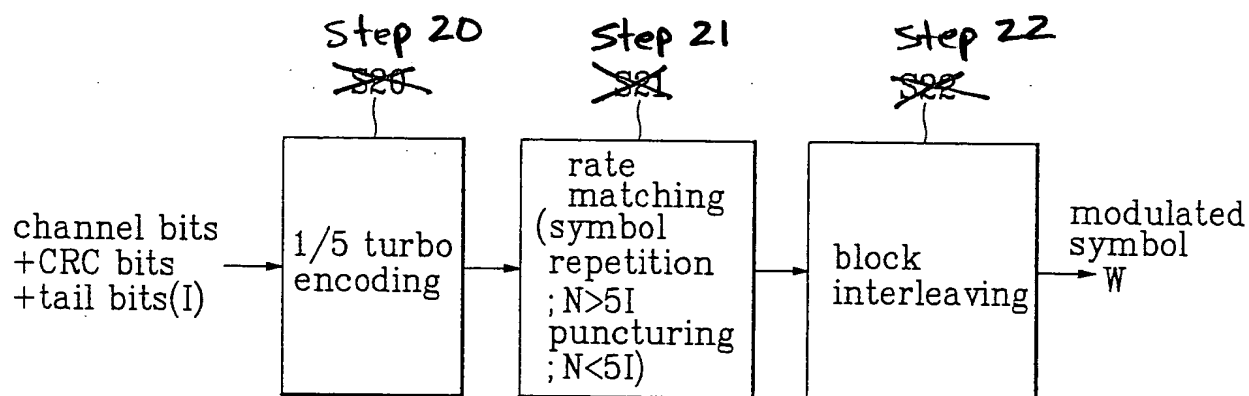 Step 20
Step 21
Step 22
S20
S21
S22
channel bits
+CRC bits
+tail bits(I)
1/5 turbo
encoding
rate
matching
(symbol
repetition
;N>5I
puncturing
;N<5I)
block
interleaving
modulated
symbol
W